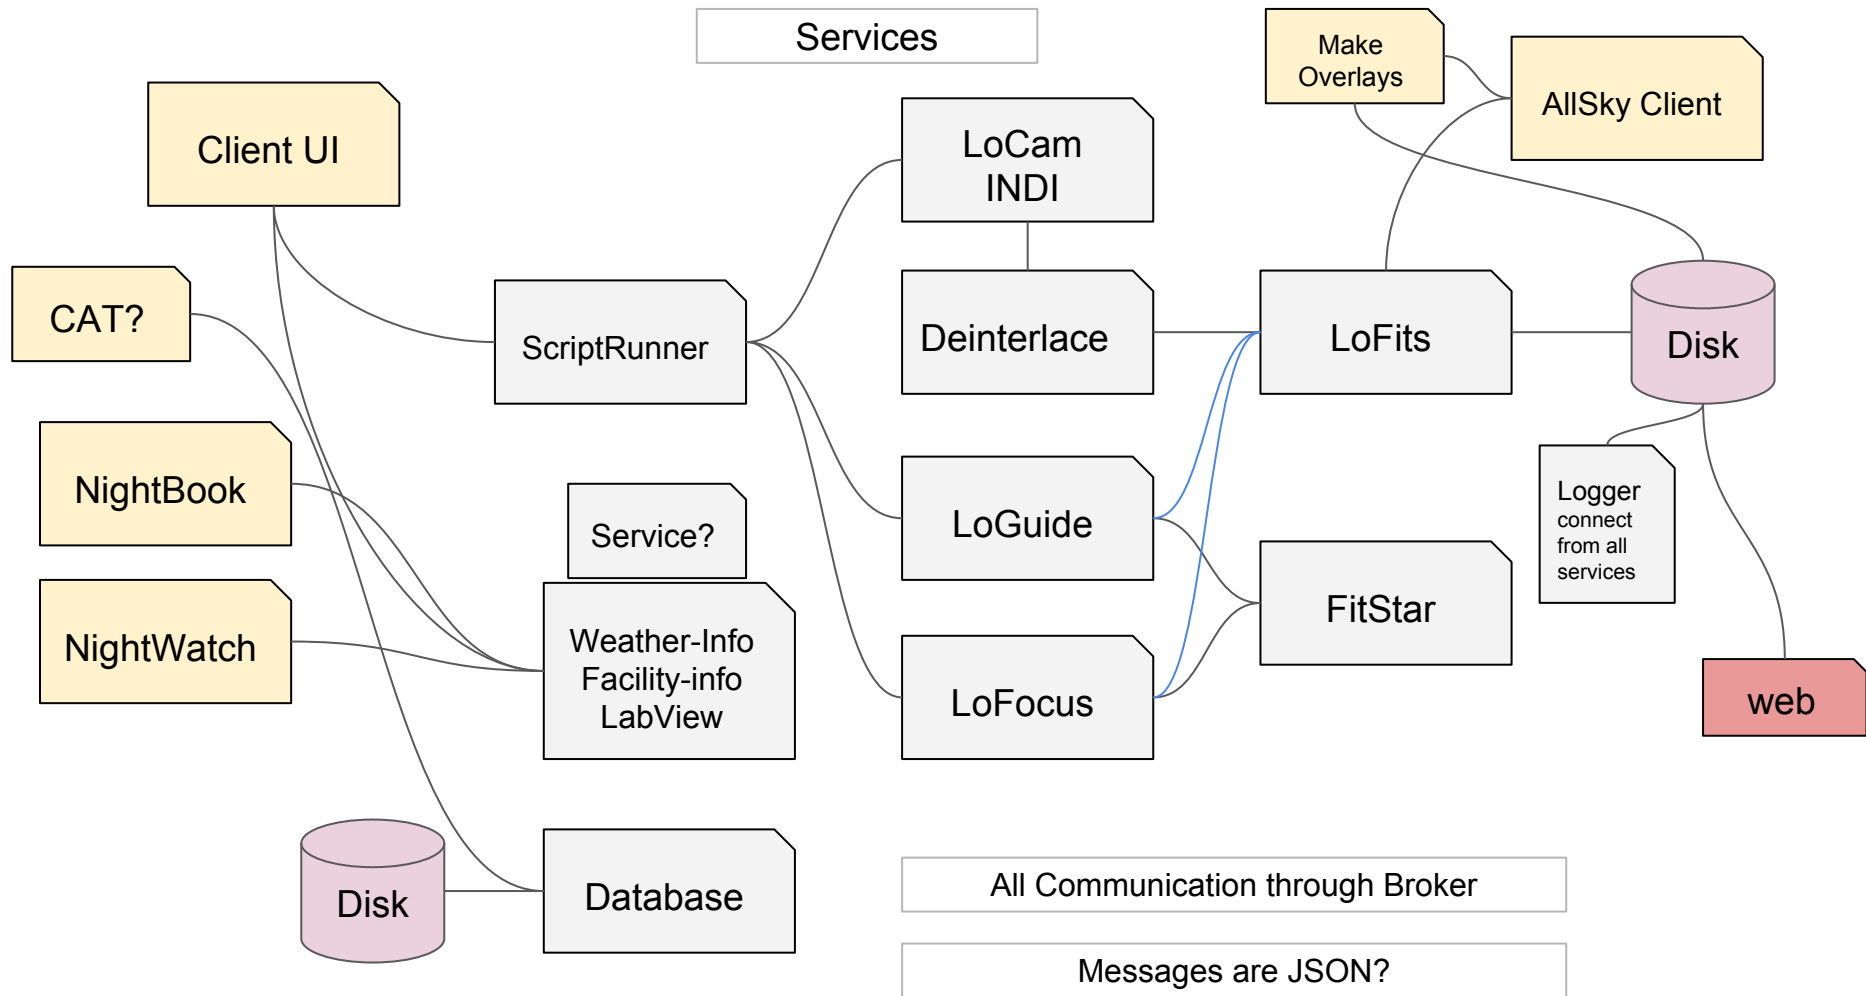 Services
Make
Overlays
AllSky Client
Client UI
LoCam
INDI
CAT?
ScriptRunner
Deinterlace
LoFits
Disk
NightBook
Service?
LoGuide
Logger
connect
from all
services
NightWatch
Weather-Info
Facility-info
LabView
FitStar
LoFocus
web
Disk
Database
All Communication through Broker
Messages are JSON?